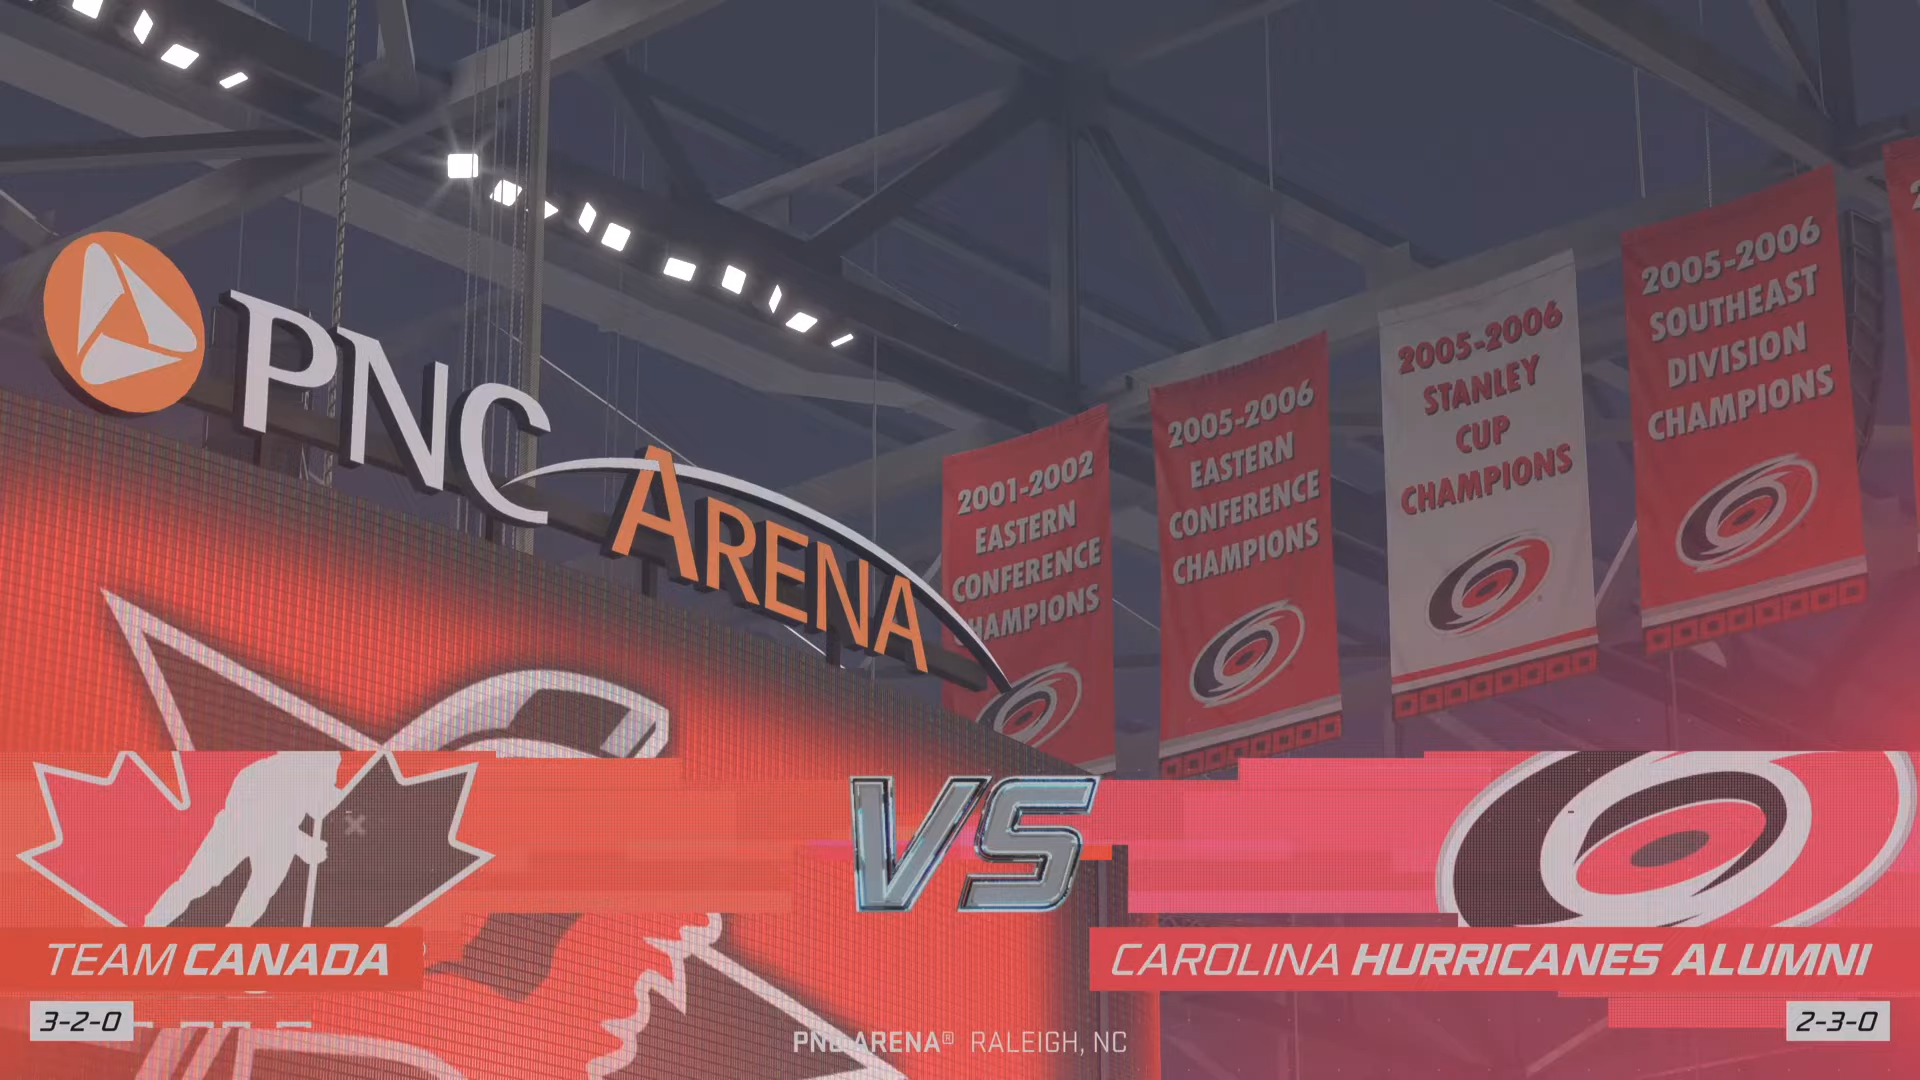 PNC
ARENA
2001-2002
EASTERN
CONFERENCE
CHAMPIONS
2005-2006
EASTERN
CONFERENCE
CHAMPIONS
2005-2006
STANLEY
CUP
CHAMPIONS
2005-2006
SOUTHEAST
DIVISION
CHAMPIONS
VS
TEAM CANADA
CAROLINA HURRICANES ALUMNI
3-2-0
2-3-0
PNC ARENA® RALEIGH, NC